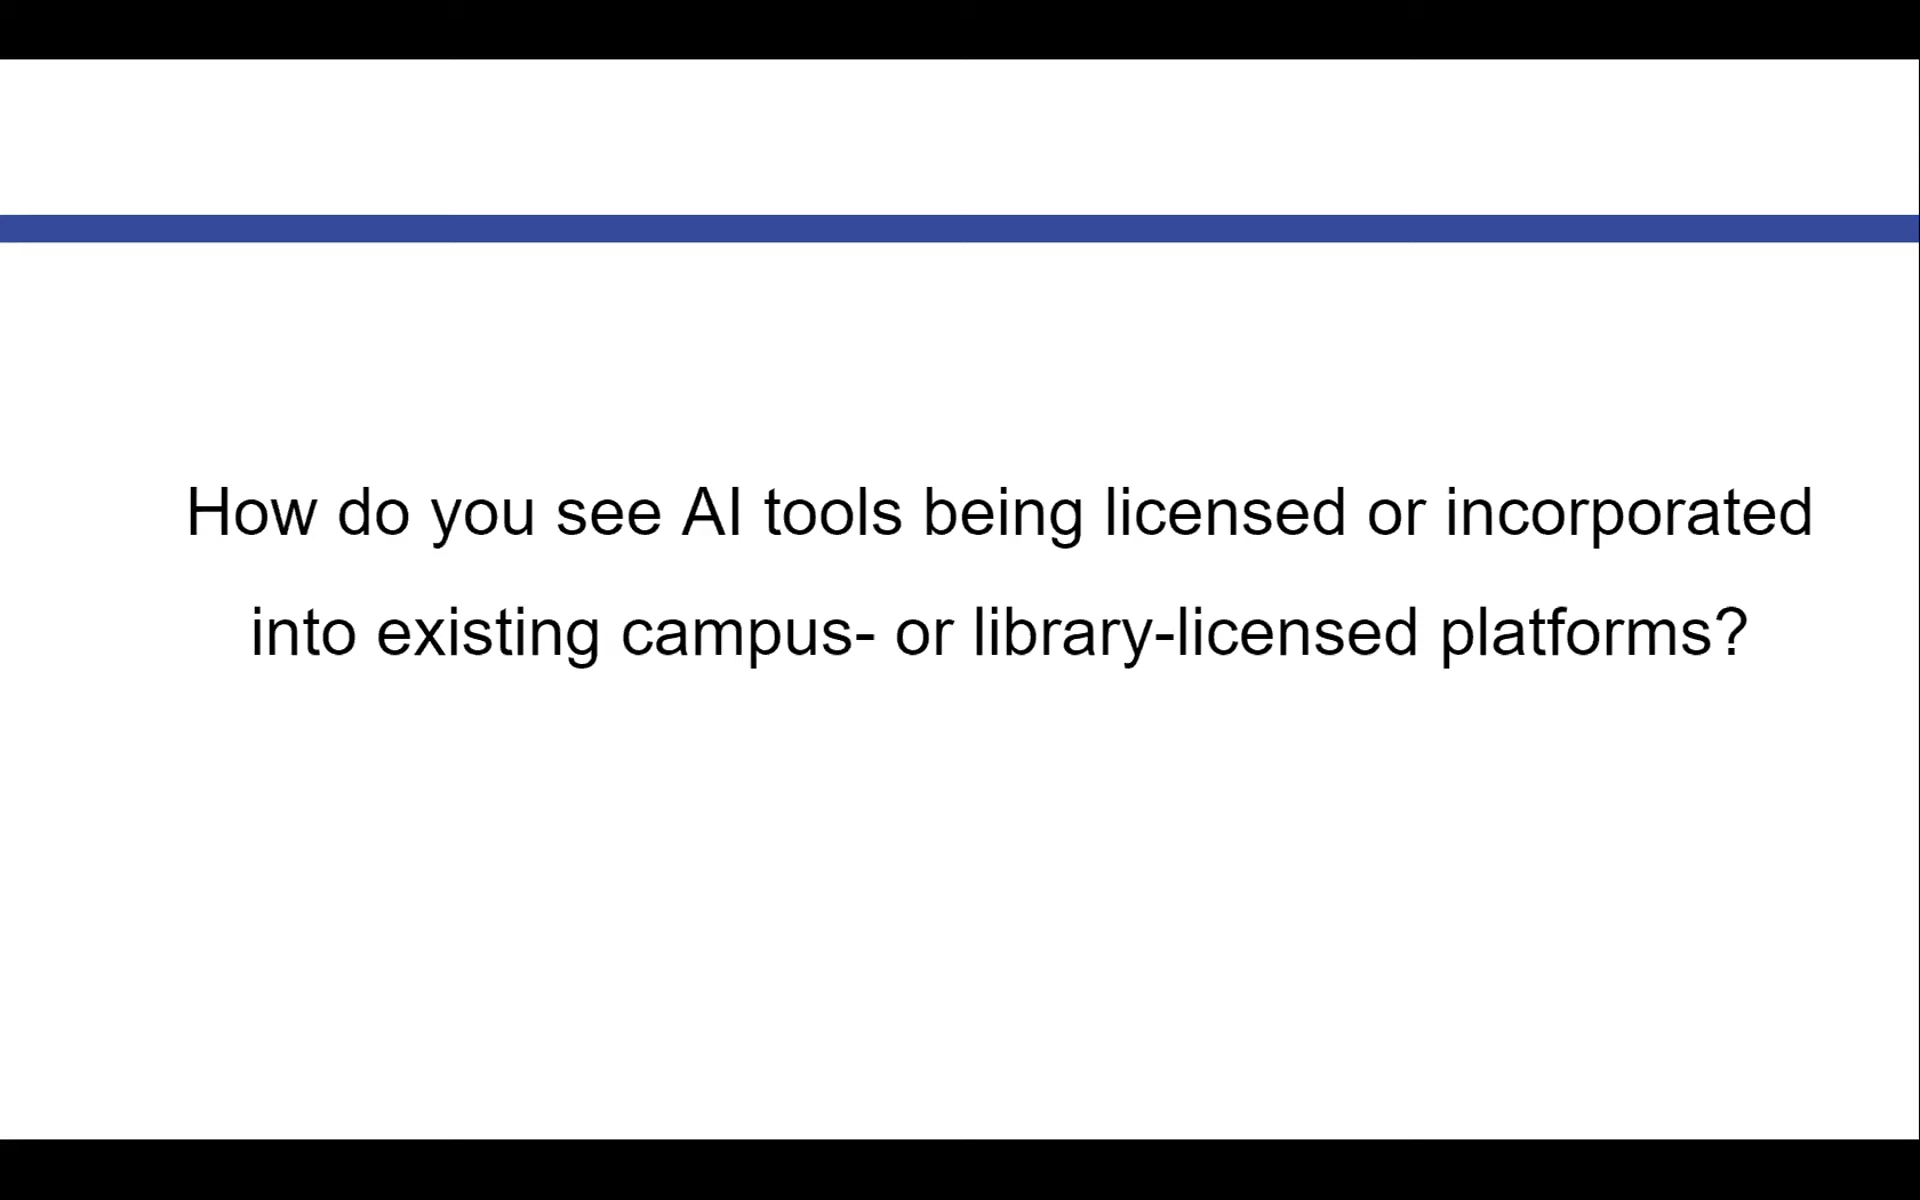 How do you see AI tools being licensed or incorporated
into existing campus- or library-licensed platforms?